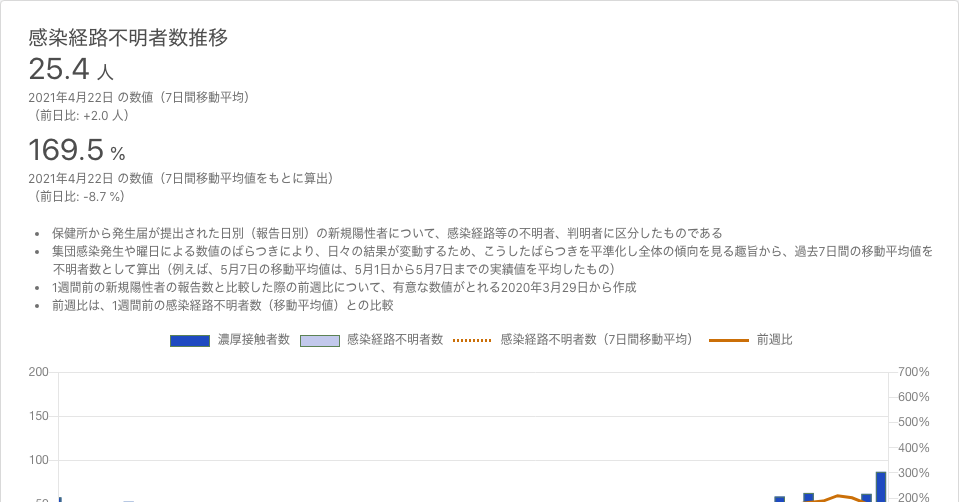 感染経路不明者数推移
25.4 人
2021年4月22日 の数値（7日間移動平均）
（前日比: +2.0 人）
169.5 %
2021年4月22日 の数値（7日間移動平均値をもとに算出）
（前日比: -8.7 %）
• 保健所から発生届が提出された日別（報告日別）の新規陽性者について、感染経路等の不明者、判明者に区分したものである
• 集団感染発生や曜日による数値のばらつきにより、日々の結果が変動するため、こうしたばらつきを平準化し全体の傾向を見る趣旨から、過去7日間の移動平均値を
不明者数として算出（例えば、5月7日の移動平均値は、5月1日から5月7日までの実績値を平均したもの）
• 1週間前の新規陽性者の報告数と比較した際の前週比について、有意な数値がとれる2020年3月29日から作成
• 前週比は、1週間前の感染経路不明者数（移動平均値）との比較
濃厚接触者数 感染経路不明者数 感染経路不明者数（7日間移動平均） 前週比
200 700%
600%
150 500%
400%
100 300%
50 200%